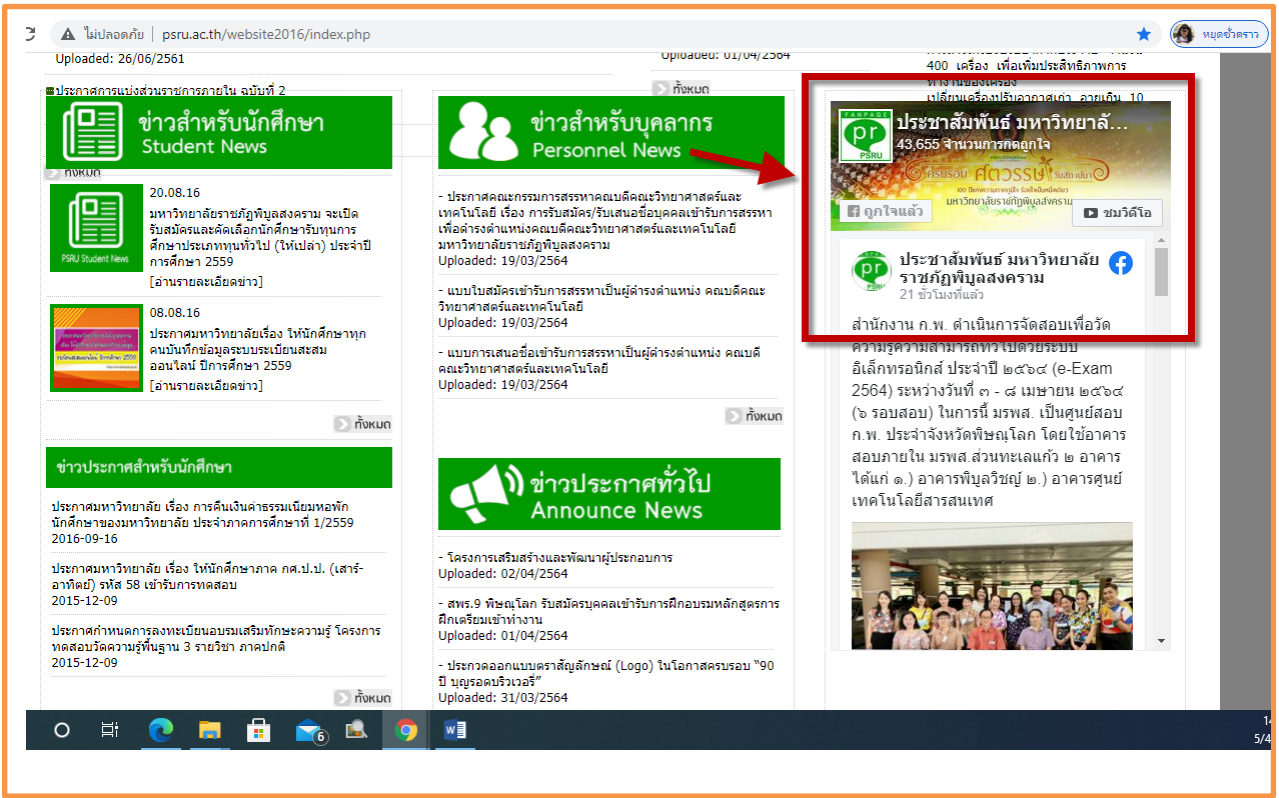 ไม่ปลอดภัย | psru.ac.th/website2016/index.php
หยุดชั่วคราว
Uploaded: 26/06/2561
ประกาศการแบ่งส่วนราชการภายใน ฉบับที่ 2
Uploaded: 01/04/2564
ทั้งหมด
400 เครื่อง เพื่อเพิ่มประสิทธิภาพการ
ทำงานของเครื่อง
เปลี่ยนเครื่องปรับอากาศเก่า อายุเกิน 10
ข่าวสำหรับนักศึกษา
Student News
ทั้งหมด
PSRU Student News
20.08.16
มหาวิทาลัยราชภัฏพิบูลสงคราม จะเปิด
รับสมัครและคัดเลือกนักศึกษารับทุนการ
ศึกษาประเภททุนทั่วไป (ให้เปล่า) ประจำปี
การศึกษา 2559
[อ่านรายละเอียดข่าว]
08.08.16
ประกาศมหาวิทยาลัยเรื่อง ให้นักศึกษาทุก
คนบันทึกข้อมูลระบบระเบียนสะสม
ออนไลน์ ปีการศึกษา 2559
[อ่านรายละเอียดข่าว]
ทั้งหมด
ข่าวประกาศสำหรับนักศึกษา
ประกาศมหาวิทยาลัย เรื่อง การคืนเงินค่าธรรมเนียมหอพัก
นักศึกษาของมหาวิทยาลัย ประจำภาคการศึกษาที่ 1/2559
2016-09-16
ประกาศมหาวิทยาลัย เรื่อง ให้นักศึกษาภาค กศ.ป.ป. (เสาร์-
อาทิตย์) รหัส 58 เข้ารับการทดสอบ
2015-12-09
ประกาศกำหนดการลงทะเบียนอบรมเสริมทักษะความรู้ โครงการ
ทดสอบวัดความรู้พื้นฐาน 3 รายวิชา ภาคปกติ
2015-12-09
ทั้งหมด
ข่าวสำหรับบุคลากร
Personnel News
- ประกาศคณะกรรมการสรรหาคณบดีคณะวิทยาศาสตร์และ
เทคโนโลยี เรื่อง การรับสมัคร/รับเสนอชื่อบุคคลเข้ารับการสรรหา
เพื่อดำรงตำแหน่งคณบดีคณะวิทยาศาสตร์และเทคโนโลยี
มหาวิทยาลัยราชภัฏพิบูลสงคราม
Uploaded: 19/03/2564
- แบบใบสมัครเข้ารับการสรรหาเป็นผู้ดำรงตำแหน่ง คณบดีคณะ
วิทยาศาสตร์และเทคโนโลยี
Uploaded: 19/03/2564
- แบบการเสนอชื่อเข้ารับการสรรหาเป็นผู้ดำรงตำแหน่ง คณบดี
คณะวิทยาศาสตร์และเทคโนโลยี
Uploaded: 19/03/2564
ทั้งหมด
ข่าวประกาศทั่วไป
Announce News
- โครงการเสริมสร้างและพัฒนาผู้ประกอบการ
Uploaded: 02/04/2564
- สพร.9 พิษณุโลก รับสมัครบุคคลเข้ารับการฝึกอบรมหลักสูตรการ
ฝึกเตรียมเข้าทำงาน
Uploaded: 01/04/2564
- ประกวดออกแบบตราสัญลักษณ์ (Logo) ในโอกาสครบรอบ "90
ปี บุญรอดบริวเวอรี่"
Uploaded: 31/03/2564
FANPAGE
pr
PSRU
ประชาสัมพันธ์ มหาวิทยาลั...
43,655 จำนวนการกดถูกใจ
มหาวิทยาลัยราชภัฏพิบูลสงคราม
ถูกใจแล้ว
ชมวิดีโอ
ประชาสัมพันธ์ มหาวิทยาลัย
ราชภัฏพิบูลสงคราม
21 ชั่วโมงที่แล้ว
สำนักงาน ก.พ. ดำเนินการจัดสอบเพื่อวัด
ความรู้ความสามารถทั่วไปด้วยระบบ
อิเล็กทรอนิกส์ ประจำปี ๒๕๖๔ (e-Exam
2564) ระหว่างวันที่ ๓ - ๘ เมษายน ๒๕๖๔
(๖ รอบสอบ) ในการนี้ มรพส. เป็นศูนย์สอบ
ก.พ. ประจำจังหวัดพิษณุโลก โดยใช้อาคาร
สอบภายใน มรพส.ส่วนทะเลแก้ว ๒ อาคาร
ได้แก่ ๑.) อาคารพิบูลวิชญ์ ๒.) อาคารศูนย์
เทคโนโลยีสารสนเทศ
6